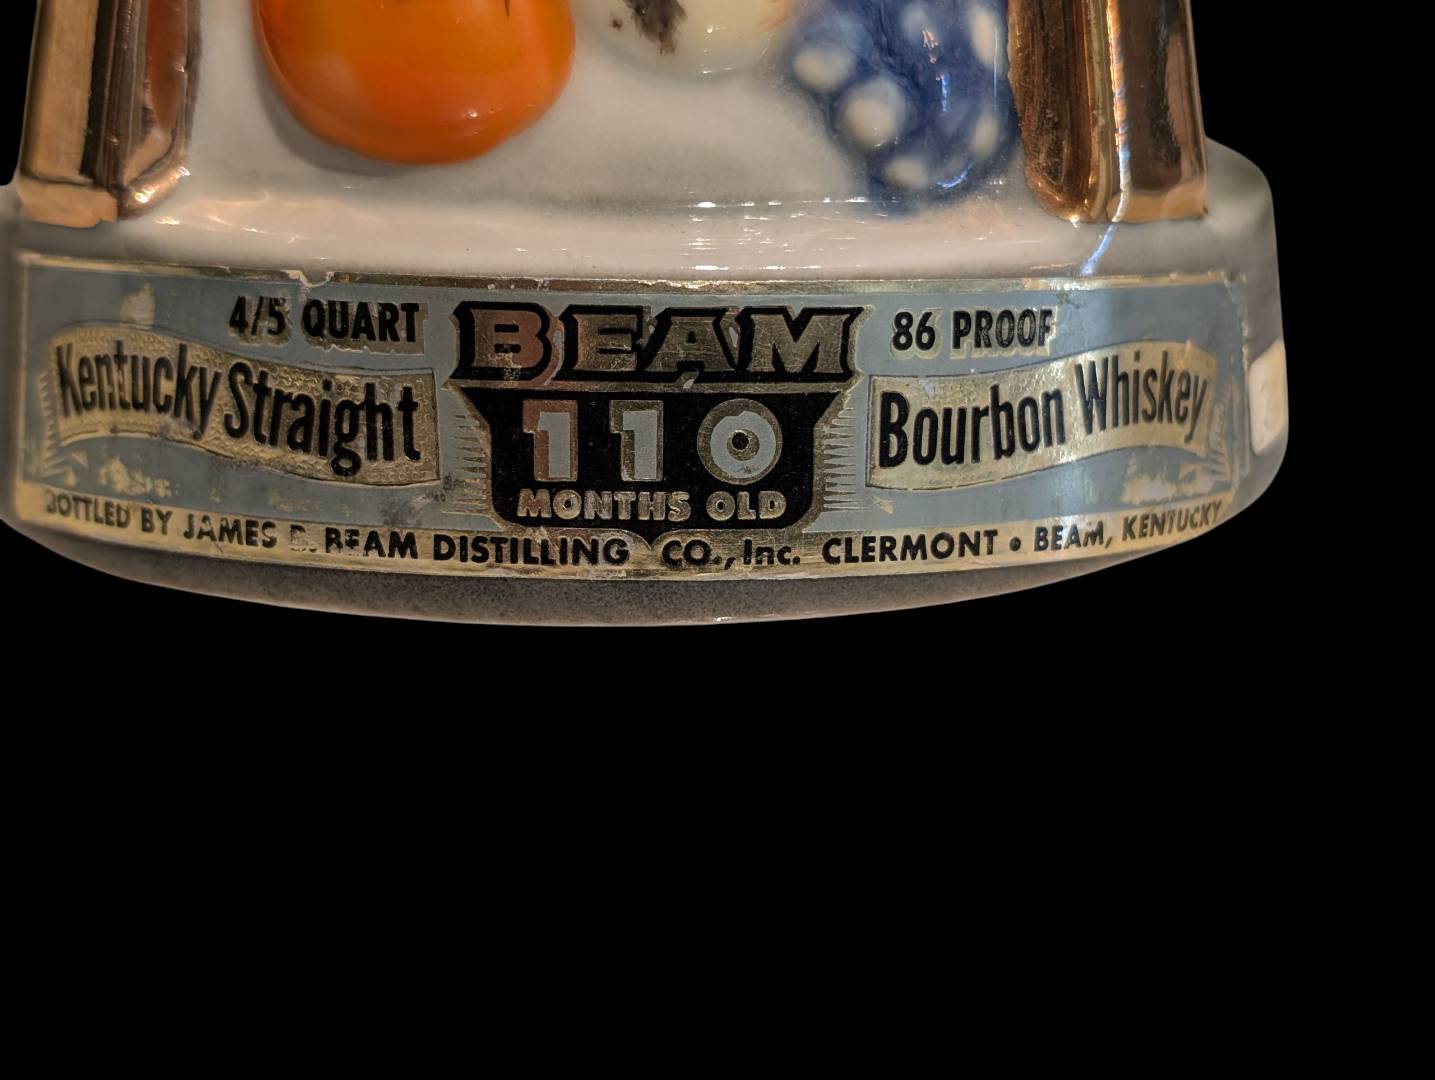 4/5 QUART BEAM 86 PROOF
Kentucky Straight 110 Bourbon Whiskey
MONTHS OLD
BOTTLED BY JAMES B. BEAM DISTILLING CO., Inc. CLERMONT • BEAM, KENTUCKY